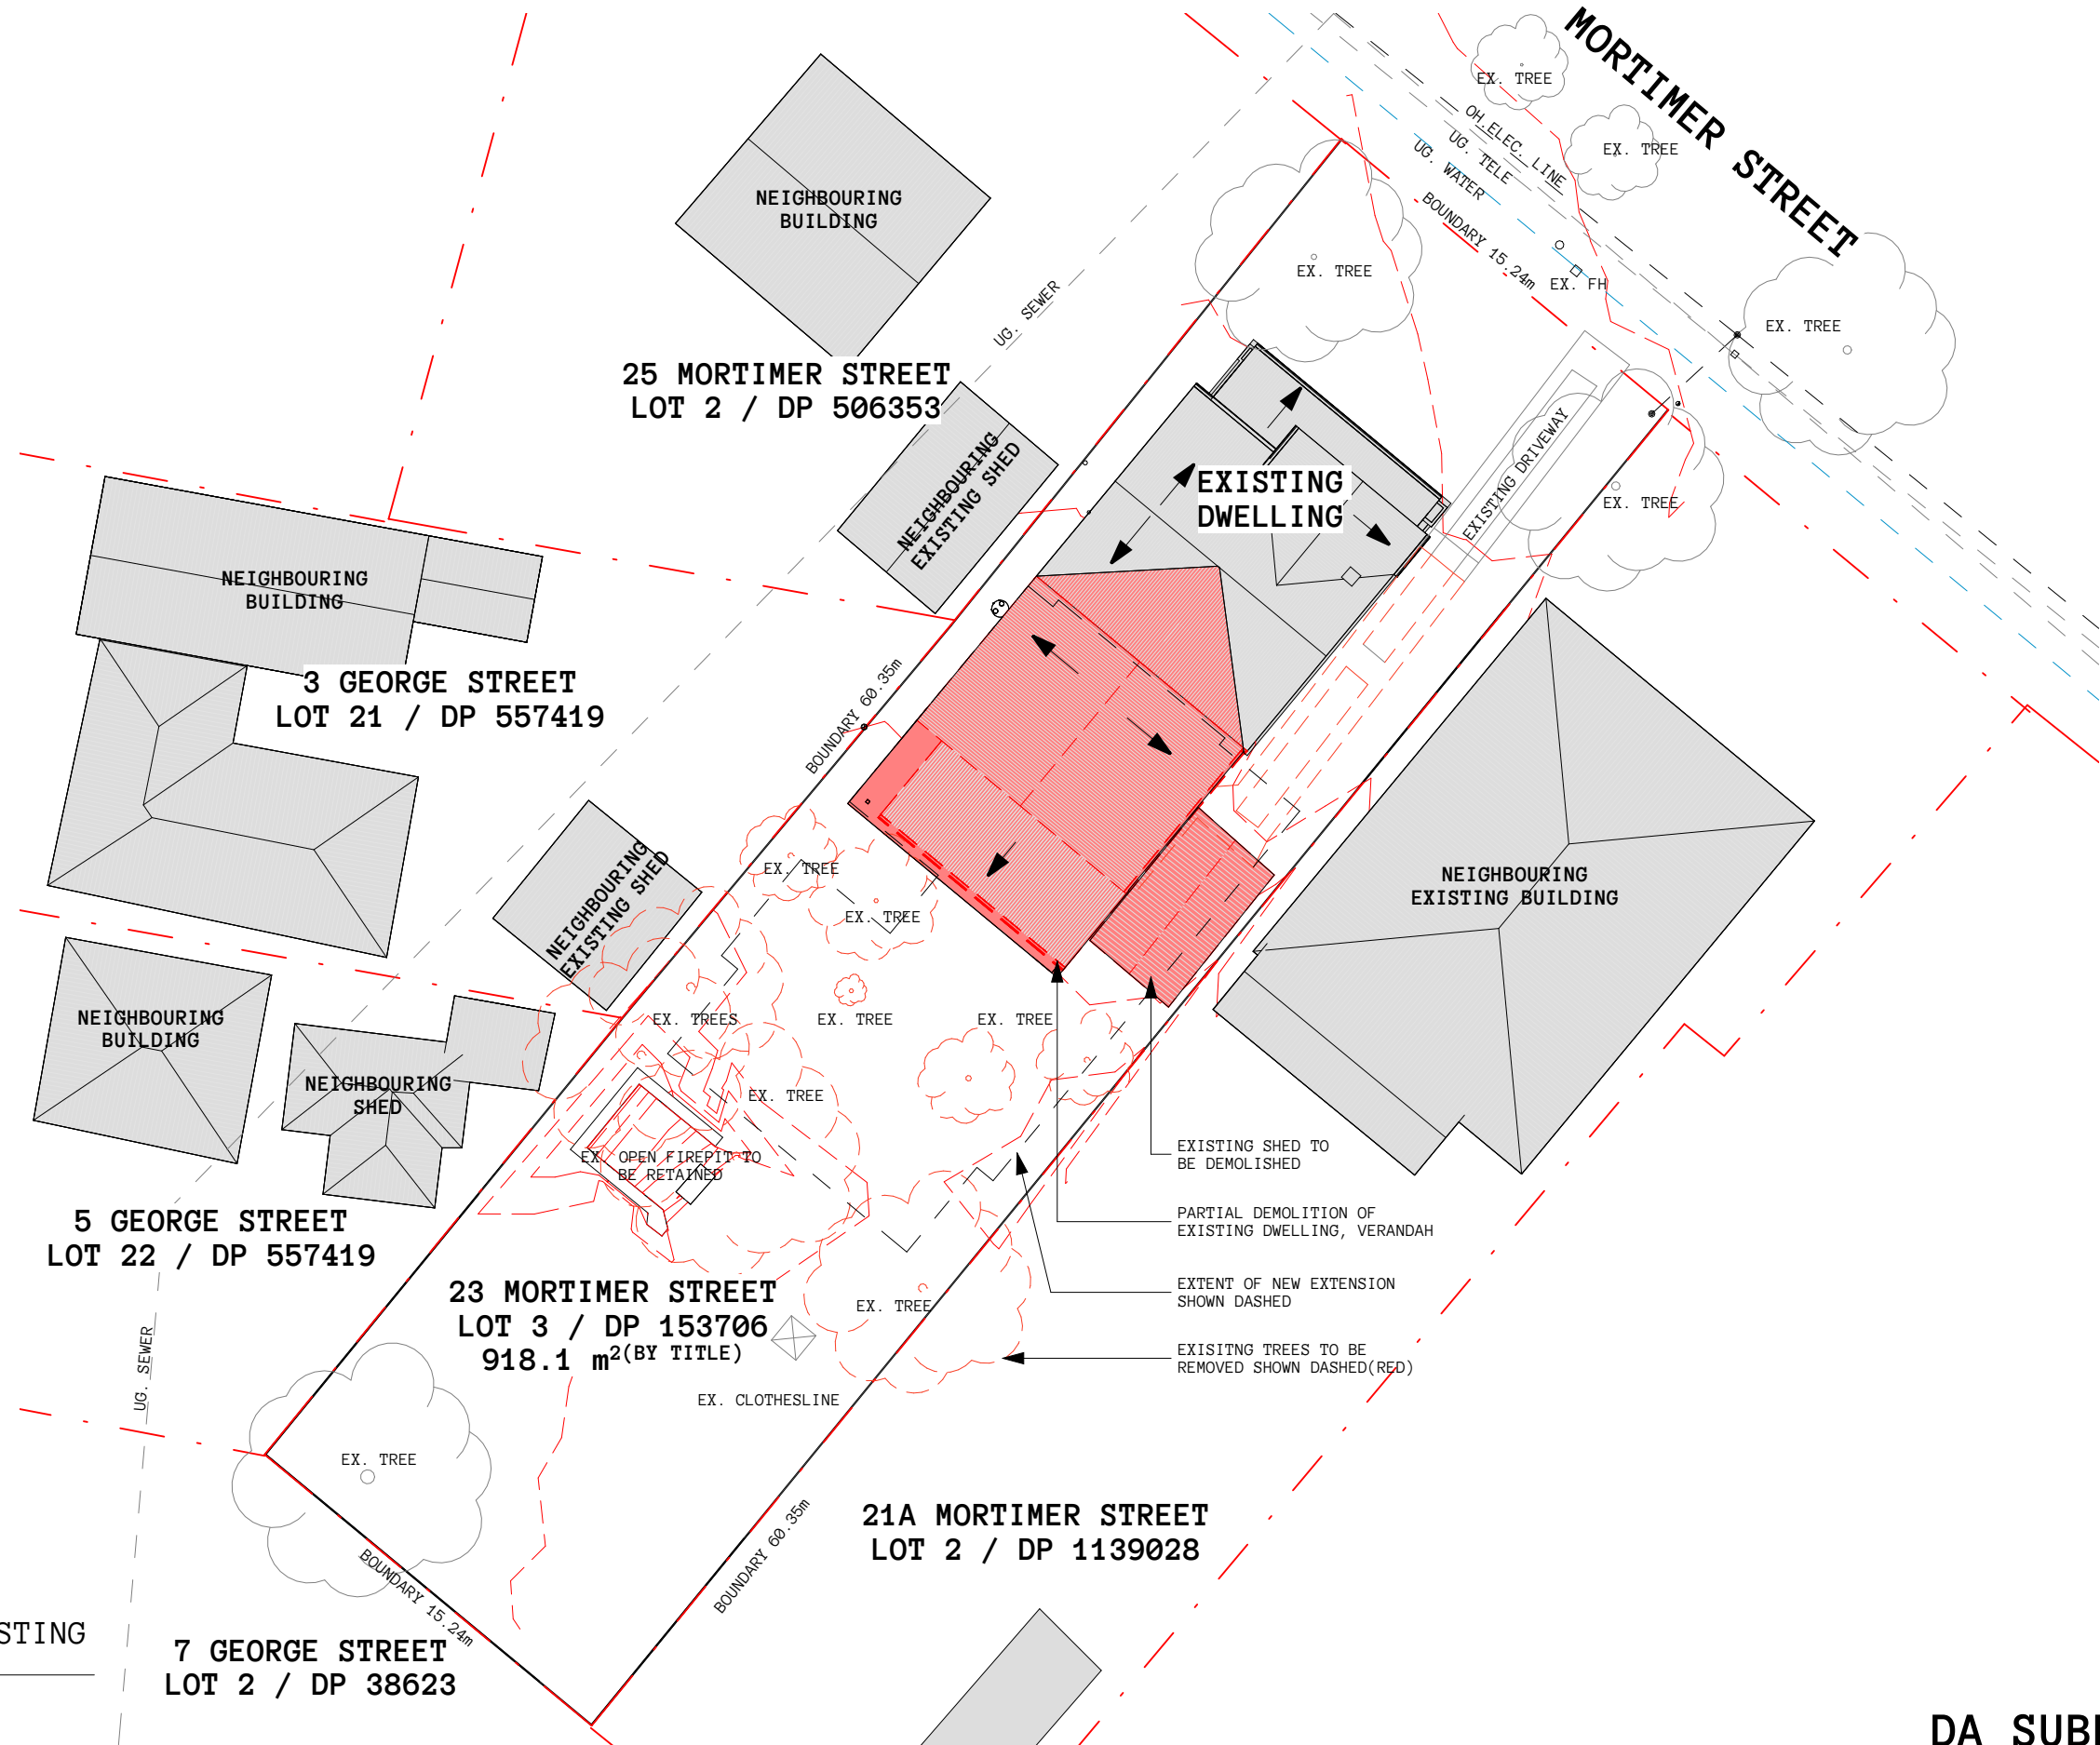 MORTIMER STREET
EX. TREE
EX. TREE
OH.ELEC. LINE
UG. TELE
UG. WATER
BOUNDARY 15.24m
EX. FH
EX. TREE
EX. TREE
NEIGHBOURING
BUILDING
UG. SEWER
25 MORTIMER STREET
LOT 2 / DP 506353
NEIGHBOURING
EXISTING SHED
EXISTING
DWELLING
EXISTING DRIVEWAY
EX. TREE
NEIGHBOURING
BUILDING
3 GEORGE STREET
LOT 21 / DP 557419
BOUNDARY 60.35m
NEIGHBOURING
EXISTING SHED
EX. TREE
EX. TREE
NEIGHBOURING
EXISTING BUILDING
NEIGHBOURING
BUILDING
EX. TREES
EX. TREE
EX. TREE
NEIGHBOURING
SHED
EX. TREE
EX. OPEN FIREPIT TO
BE RETAINED
EXISTING SHED TO
BE DEMOLISHED
PARTIAL DEMOLITION OF
EXISTING DWELLING, VERANDAH
5 GEORGE STREET
LOT 22 / DP 557419
EXTENT OF NEW EXTENSION
SHOWN DASHED
23 MORTIMER STREET
LOT 3 / DP 153706
918.1 m2(BY TITLE)
EX. TREE
EXISITNG TREES TO BE
REMOVED SHOWN DASHED(RED)
UG. SEWER
EX. CLOTHESLINE
EX. TREE
21A MORTIMER STREET
LOT 2 / DP 1139028
BOUNDARY 60.35m
BOUNDARY 15.24m
STING
7 GEORGE STREET
LOT 2 / DP 38623
DA SUB